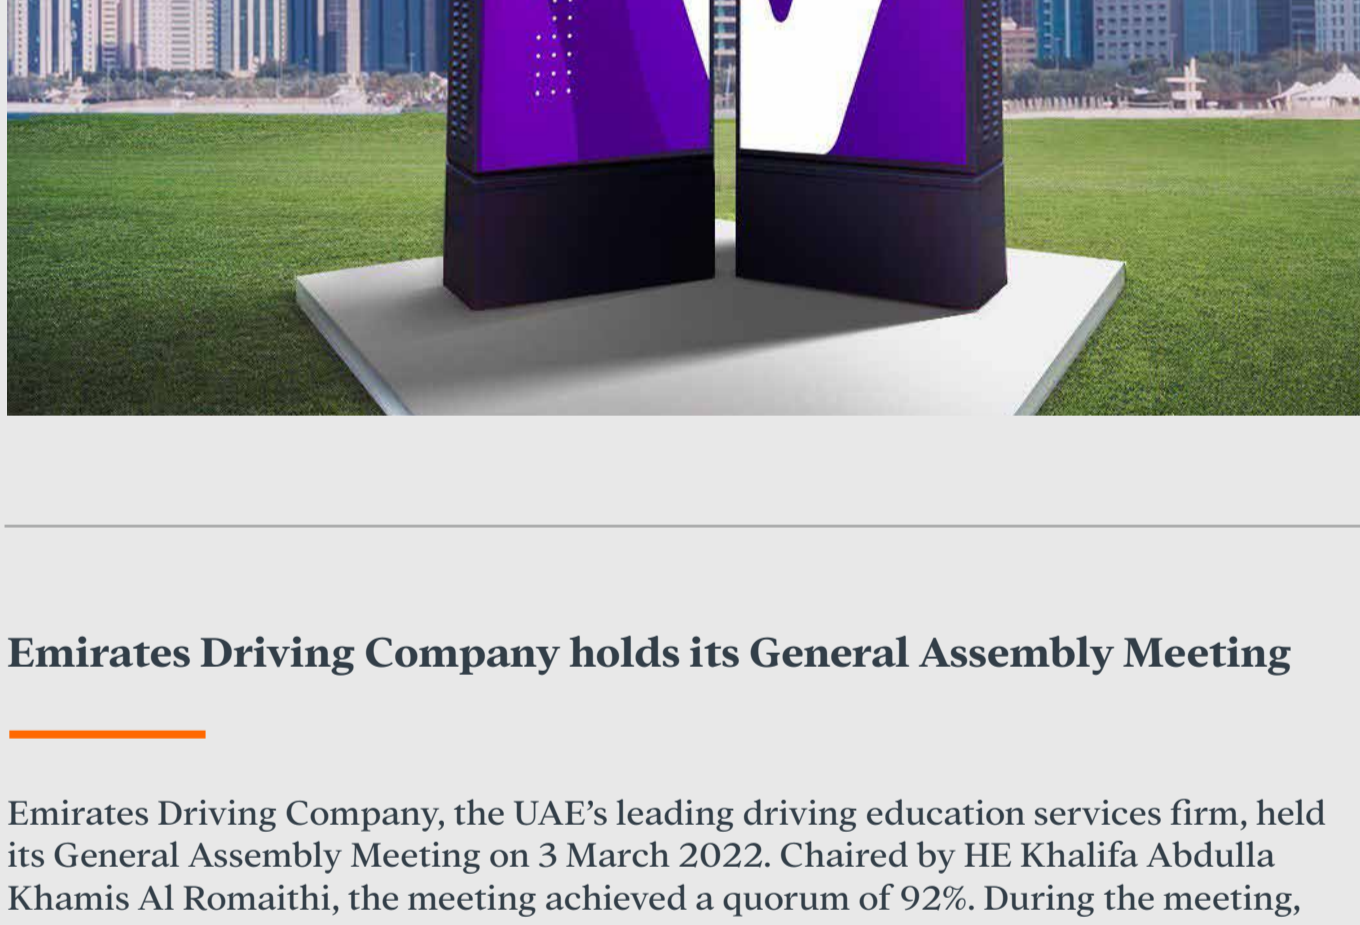 Emirates Driving Company holds its General Assembly Meeting
Emirates Driving Company, the UAE’s leading driving education services firm, held
its General Assembly Meeting on 3 March 2022. Chaired by HE Khalifa Abdulla
Khamis Al Romaithi, the meeting achieved a quorum of 92%. During the meeting,